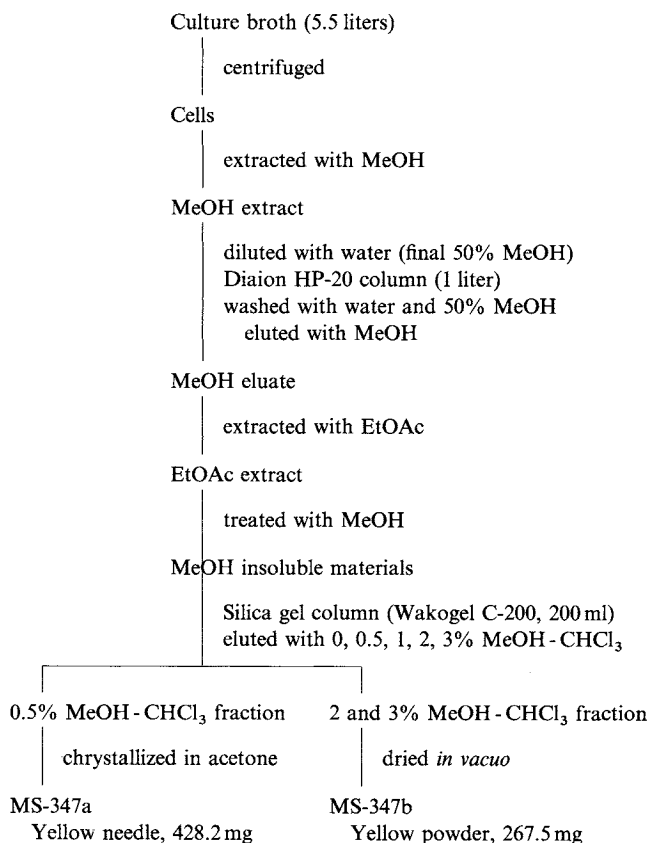 Culture broth (5.5 liters)
centrifuged
Cells
extracted with MeOH
MeOH extract
diluted with water (final 50% MeOH)
Diaion HP-20 column (1 liter)
washed with water and 50% MeOH
eluted with MeOH
MeOH eluate
extracted with EtOAc
EtOAc extract
treated with MeOH
MeOH insoluble materials
Silica gel column (Wakogel C-200, 200 ml)
eluted with 0, 0.5, 1, 2, 3% MeOH - CHCl₃
0.5% MeOH - CHCl₃ fraction
2 and 3% MeOH - CHCl₃ fraction
chrystallized in acetone
dried in vacuo
MS-347a
MS-347b
Yellow needle, 428.2 mg
Yellow powder, 267.5 mg